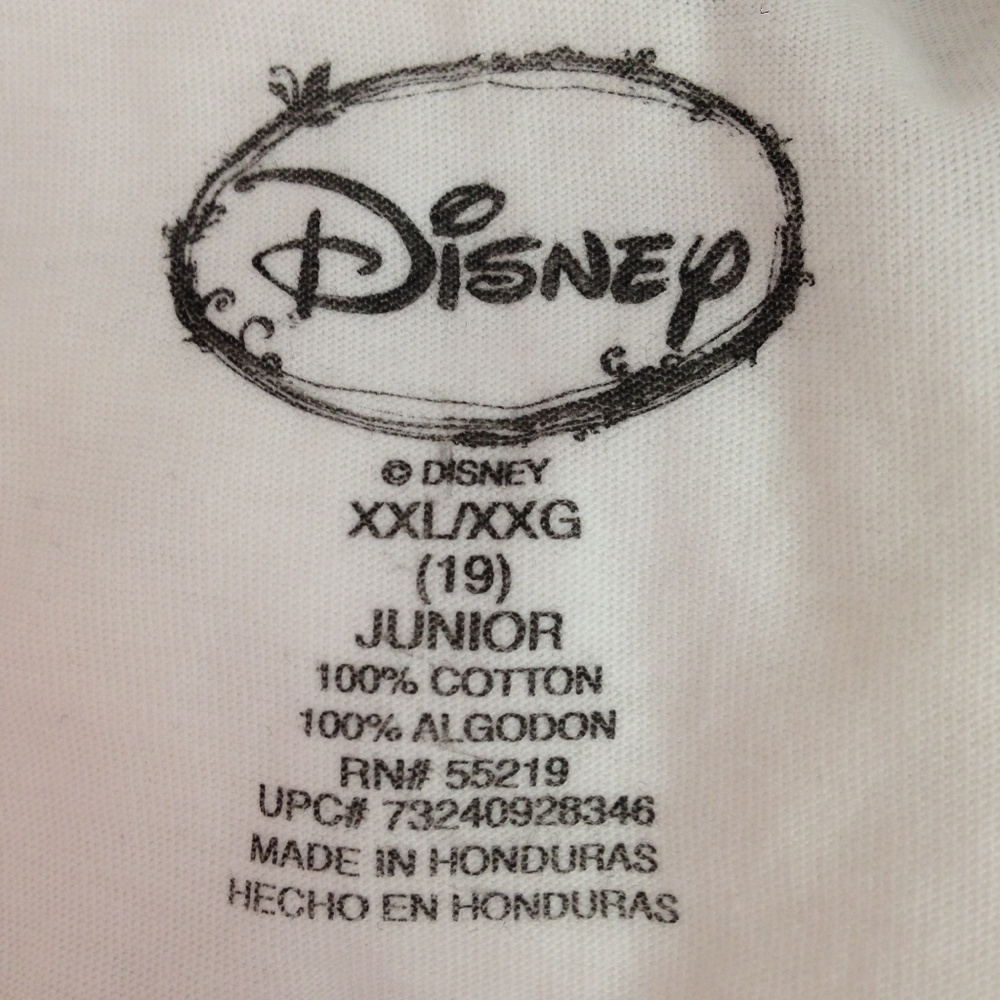 DISNEY
© DISNEY
XXL/XXG
(19)
JUNIOR
100% COTTON
100% ALGODON
RN# 55219
UPC# 73240928346
MADE IN HONDURAS
HECHO EN HONDURAS